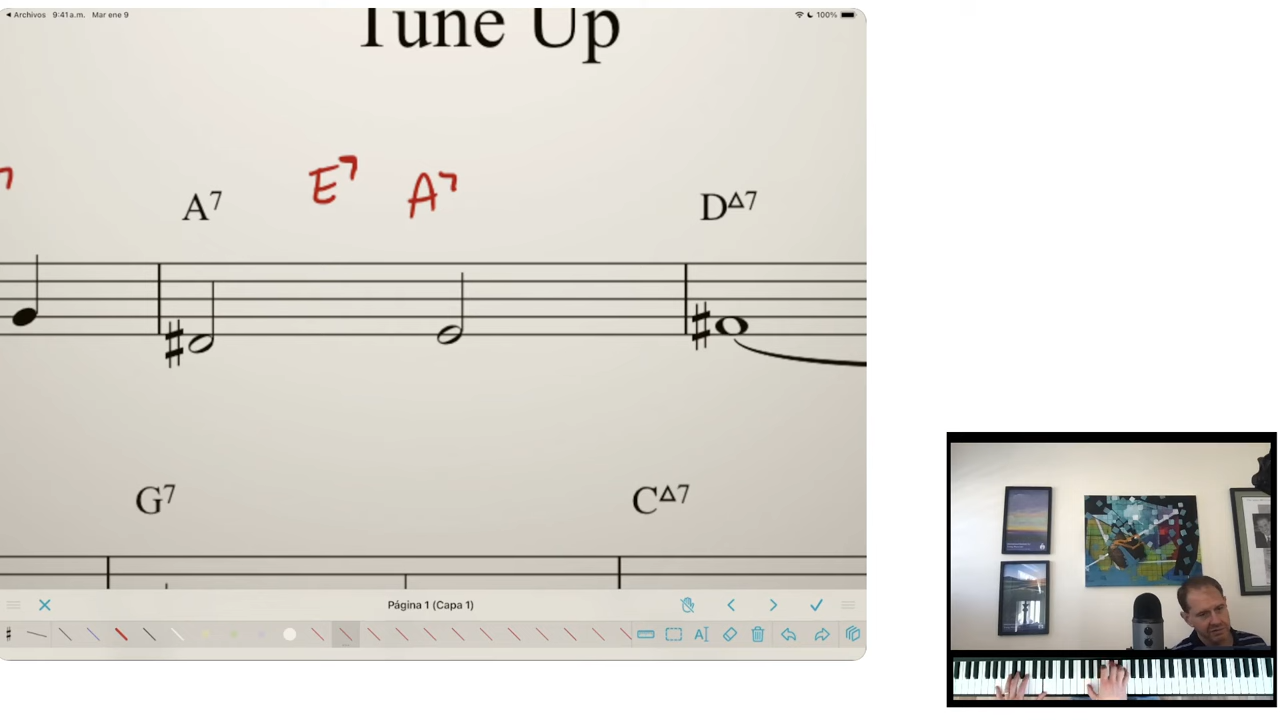 Archivos 9:41 a.m. Mar ene 9
100%
Tune Up
7
E7 A7
A7 DΔ7
G7 CΔ7
Página 1 (Capa 1)